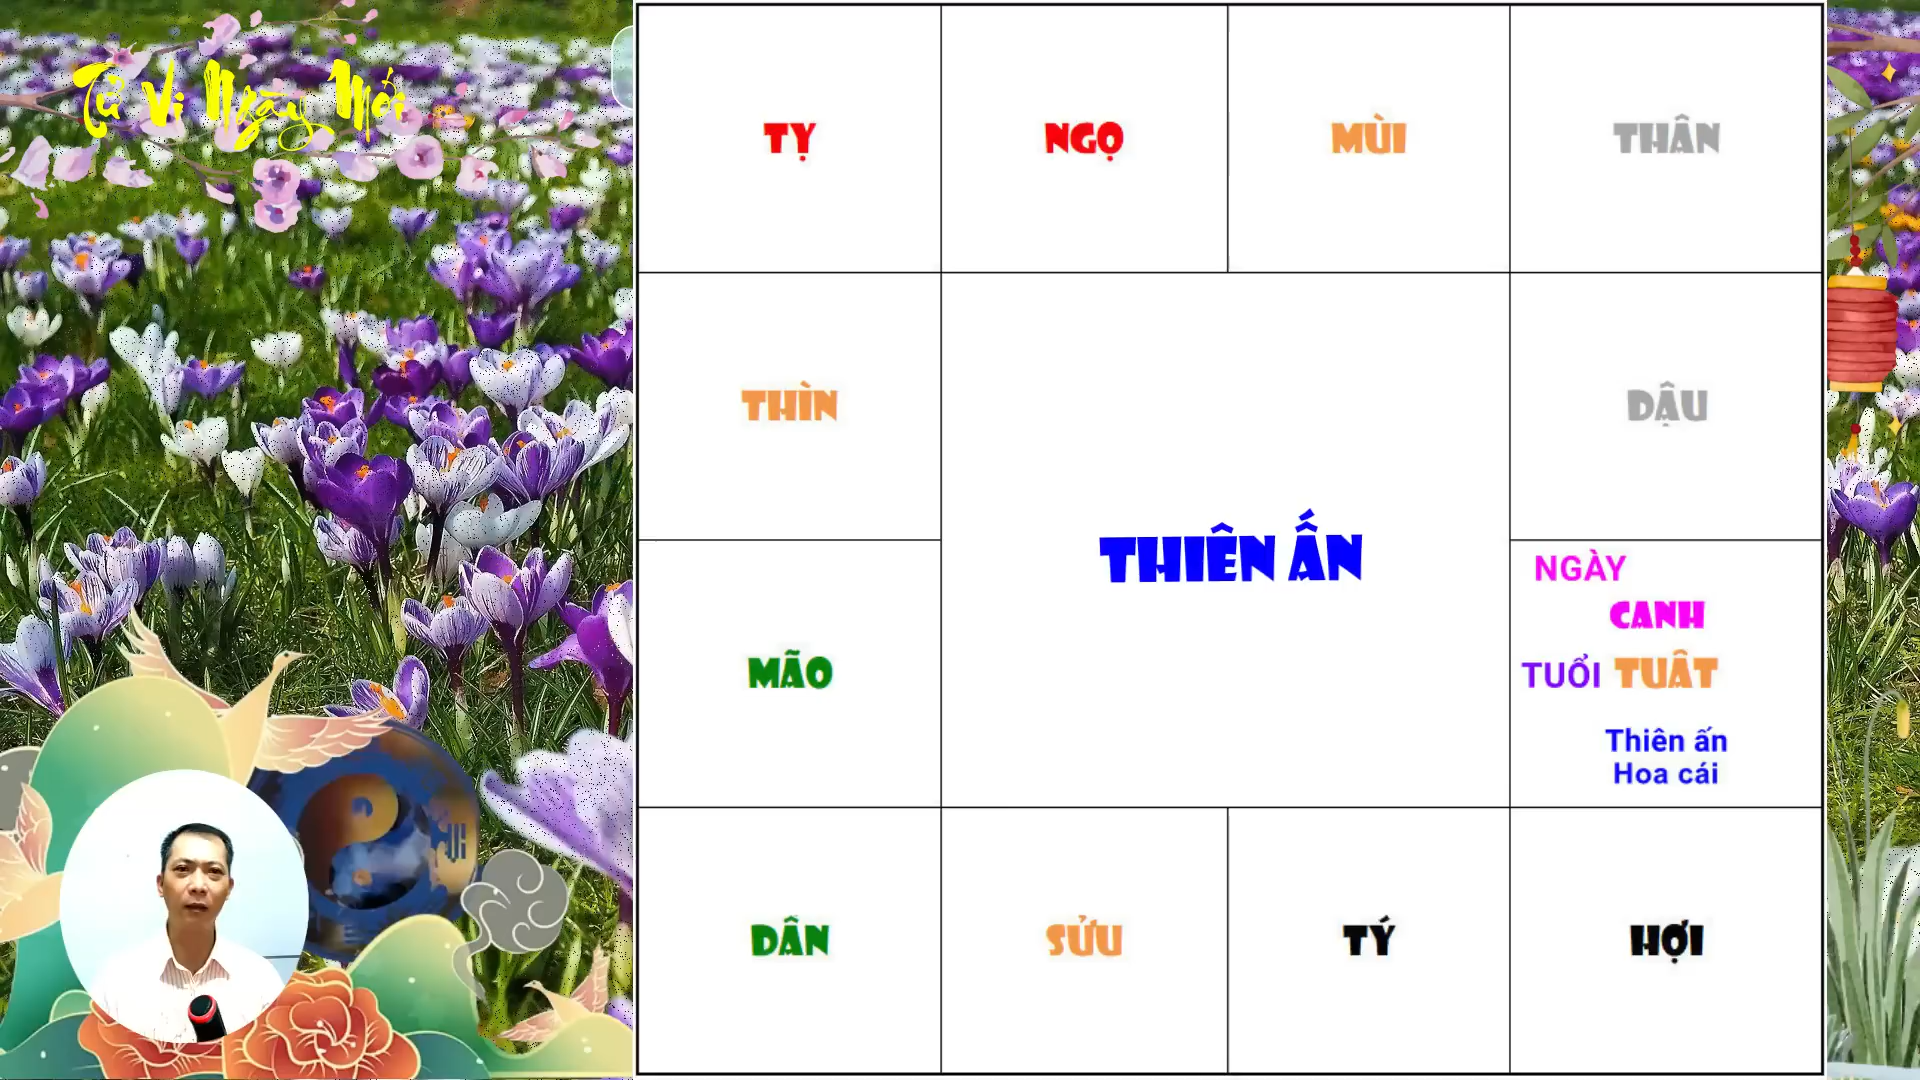 Tử Vi Ngày Mới
TỴ
NGỌ
MÙI
THÂN
THÌN
DẬU
THIÊN ẤN
MÃO
NGÀY
CANH
TUỔI TUẤT
Thiên ấn
Hoa cái
DẦN
SỬU
TÝ
HỢI